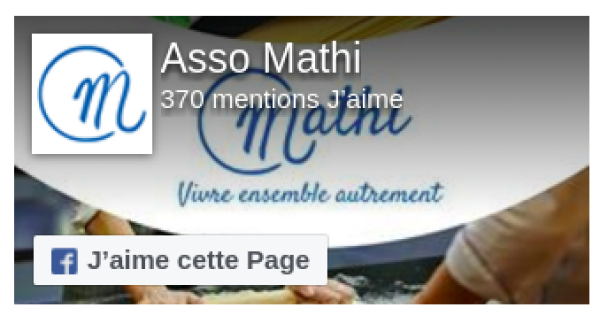 Asso Mathi
370 mentions J'aime
m
Mathi
Vivre ensemble autrement
f J’aime cette Page